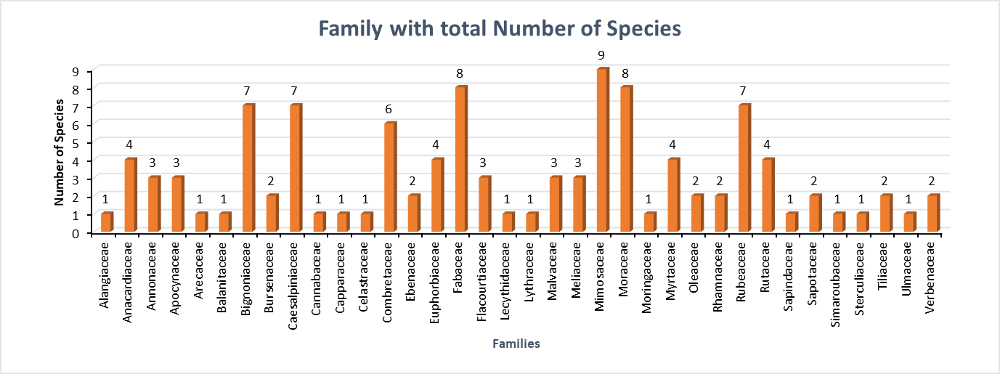 Family with total Number of Species
Number of Species
9
8
7
6
5
4
3
2
1
0
1 4 3 3 1 1 7 2 7 1 1 1 6 2 4 8 3 1 1 3 3 9 8 1 4 2 2 7 4 1 2 1 1 2 1 2
Alangiaceae
Anacardiaceae
Annonaceae
Apocynaceae
Arecaceae
Balanitaceae
Bignoniaceae
Bursenaceae
Caesalpiniaceae
Cannabaceae
Capparaceae
Celastraceae
Combretaceae
Ebenaceae
Euphorbiaceae
Fabaceae
Flacourtiaceae
Lecythidaceae
Lythraceae
Malvaceae
Meliaceae
Mimosaceae
Moraceae
Moringaceae
Myrtaceae
Oleaceae
Rhamnaceae
Rubeaceae
Rutaceae
Sapindaceae
Sapotaceae
Simaroubaceae
Sterculiaceae
Tiliaceae
Ulmaceae
Verbenaceae
Families